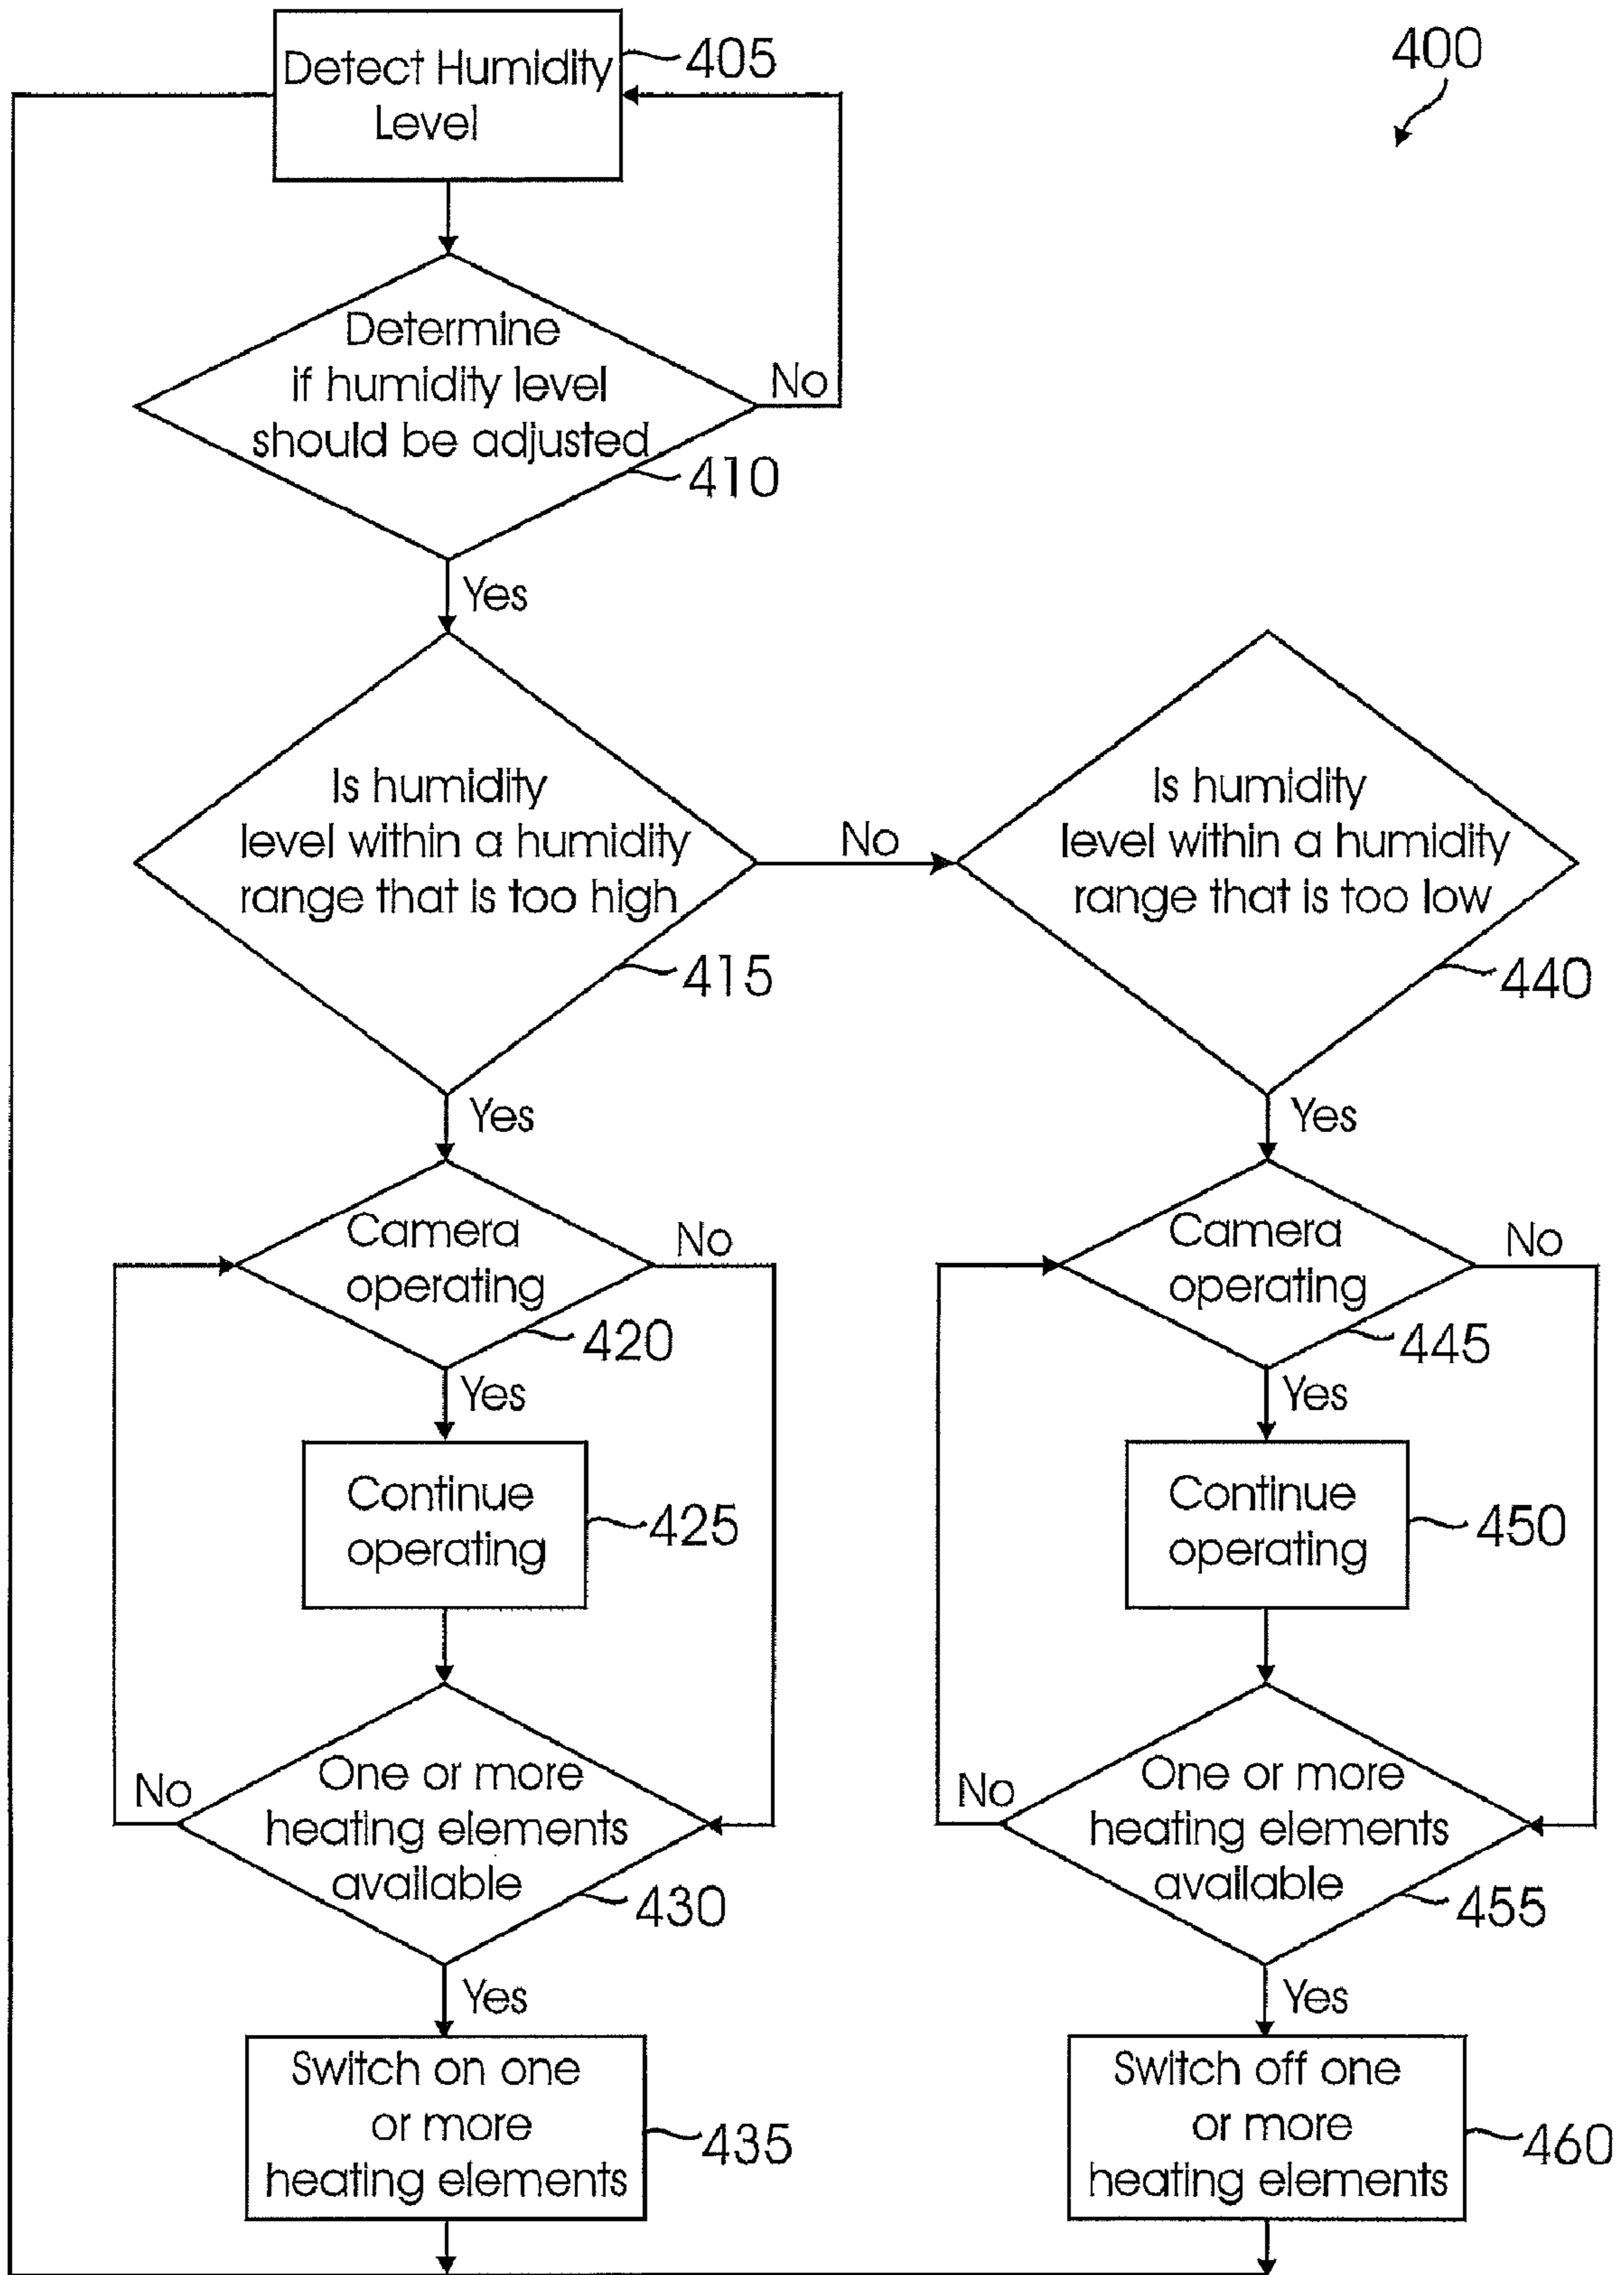 Detect Humidity
Level
405
400
Determine
if humidity level
should be adjusted
No
410
Yes
Is humidity
level within a humidity
range that is too high
415
No
Is humidity
level within a humidity
range that is too low
440
Yes
Yes
Camera
operating
No
420
Camera
operating
No
445
Yes
Yes
Continue
operating
425
Continue
operating
450
No
One or more
heating elements
available
430
No
One or more
heating elements
available
455
Yes
Yes
Switch on one
or more
heating elements
435
Switch off one
or more
heating elements
460